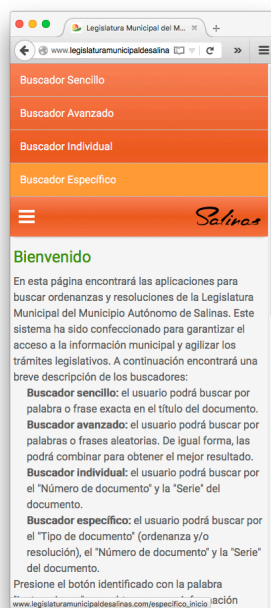 Legislatura Municipal del M...
www.legislaturamunicipaldesalina
Buscador Sencillo
Buscador Avanzado
Buscador Individual
Buscador Específico
Salinas
Bienvenido
En esta página encontrará las aplicaciones para
buscar ordenanzas y resoluciones de la Legislatura
Municipal del Municipio Autónomo de Salinas. Este
sistema ha sido confeccionado para garantizar el
acceso a la información municipal y agilizar los
trámites legislativos. A continuación encontrará una
breve descripción de los buscadores:
Buscador sencillo: el usuario podrá buscar por
palabra o frase exacta en el título del documento.
Buscador avanzado: el usuario podrá buscar por
palabras o frases aleatorias. De igual forma, las
podrá combinar para obtener el mejor resultado.
Buscador individual: el usuario podrá buscar por
el "Número de documento" y la "Serie" del
documento.
Buscador específico: el usuario podrá buscar por
el "Tipo de documento" (ordenanza y/o
resolución), el "Número de documento" y la "Serie"
del documento.
Presione el botón identificado con la palabra
www.legislaturamunicipaldesalinas.com/especifico_inicio